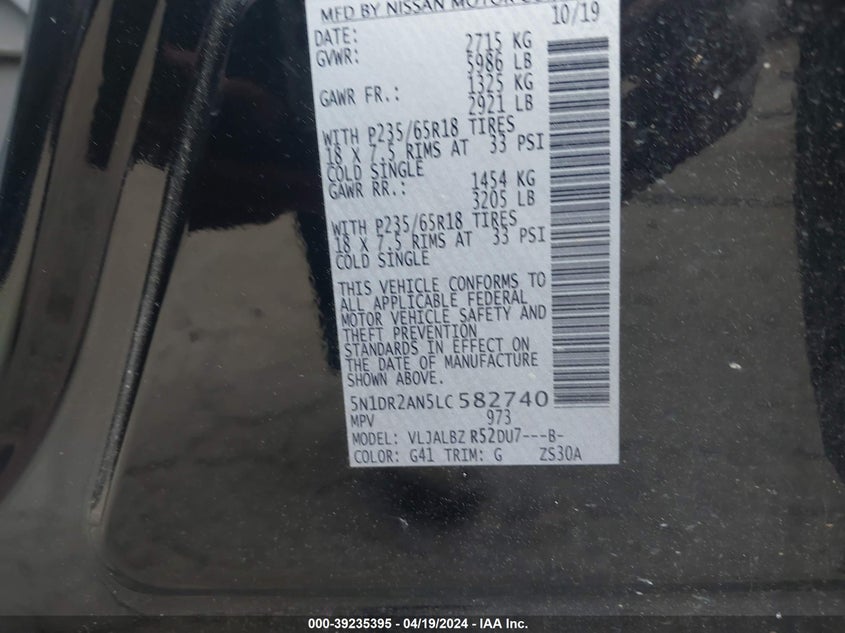 MFD BY NISSAN MOTOR
DATE: 10/19
GVWR: 2715 KG
5986 LB
GAWR FR.: 1325 KG
2921 LB
WITH P235/65R18 TIRES
18 X 7.5 RIMS AT 33 PSI
COLD SINGLE
GAWR RR.: 1454 KG
3205 LB
WITH P235/65R18 TIRES
18 X 7.5 RIMS AT 33 PSI
COLD SINGLE
THIS VEHICLE CONFORMS TO
ALL APPLICABLE FEDERAL
MOTOR VEHICLE SAFETY AND
THEFT PREVENTION
STANDARDS IN EFFECT ON
THE DATE OF MANUFACTURE
SHOWN ABOVE.
5N1DR2AN5LC582740
MPV 973
MODEL: VLJALBZ R52DU7---B-
COLOR: G41 TRIM: G ZS30A
000-39235395 - 04/19/2024 - IAA Inc.